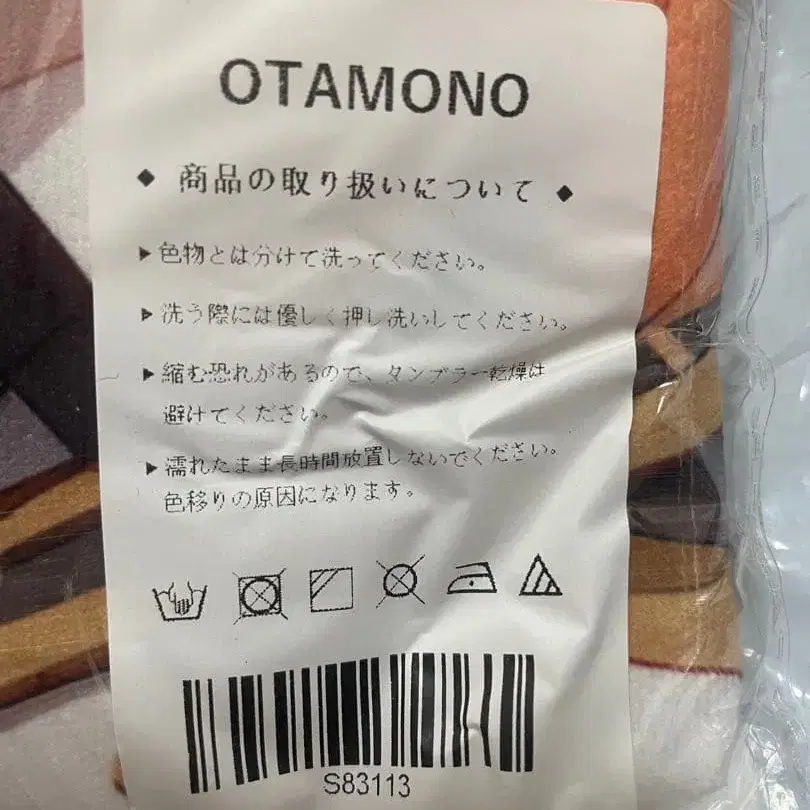 OTAMONO
◆ 商品の取り扱いについて ◆
▶色物とは分けて洗ってください。
▶洗う際には優しく押し洗いしてください。
▶縮む恐れがあるので、タンブラー乾燥は
避けてください。
▶濡れたまま長時間放置しないでください。
色移りの原因になります。
S83113